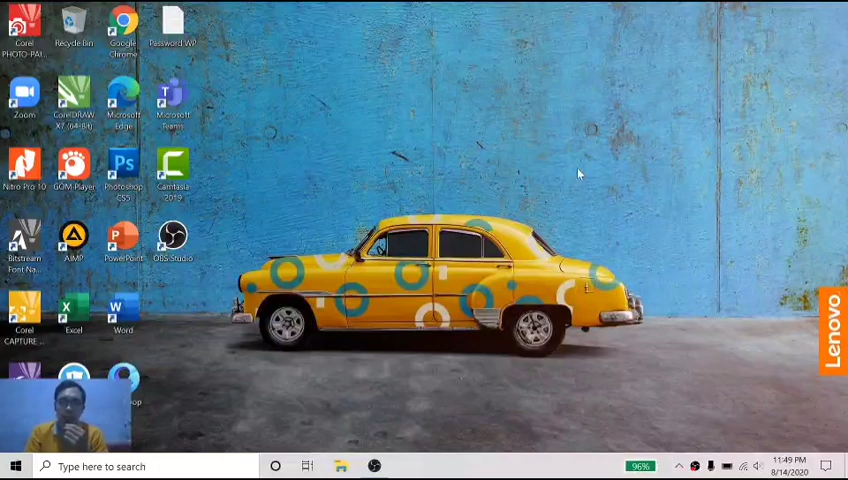 Corel
PHOTO-PAI...
Recycle Bin
Google
Chrome
Password.WP
Zoom
CorelDRAW
X7 (64-Bit)
Microsoft
Edge
Microsoft
Teams
Nitro Pro 10
GOM Player
Ps
Photoshop
CS5
Camtasia
2019
Bitstream
Font Na...
AIMP
PowerPoint
OBS Studio
Corel
CAPTURE ...
Excel
Word
Lenovo
Type here to search
96%
11:49 PM
8/14/2020